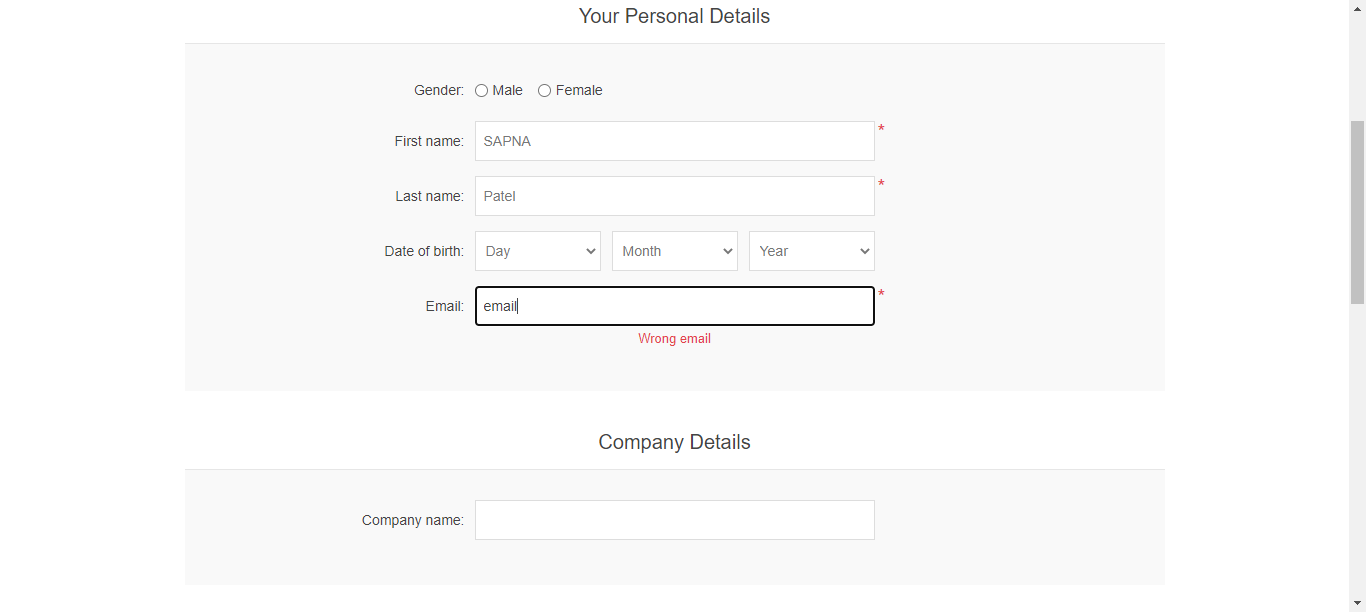 Your Personal Details
Gender: Male Female
First name: SAPNA *
Last name: Patel *
Date of birth: Day Month Year
Email: email *
Wrong email
Company Details
Company name: